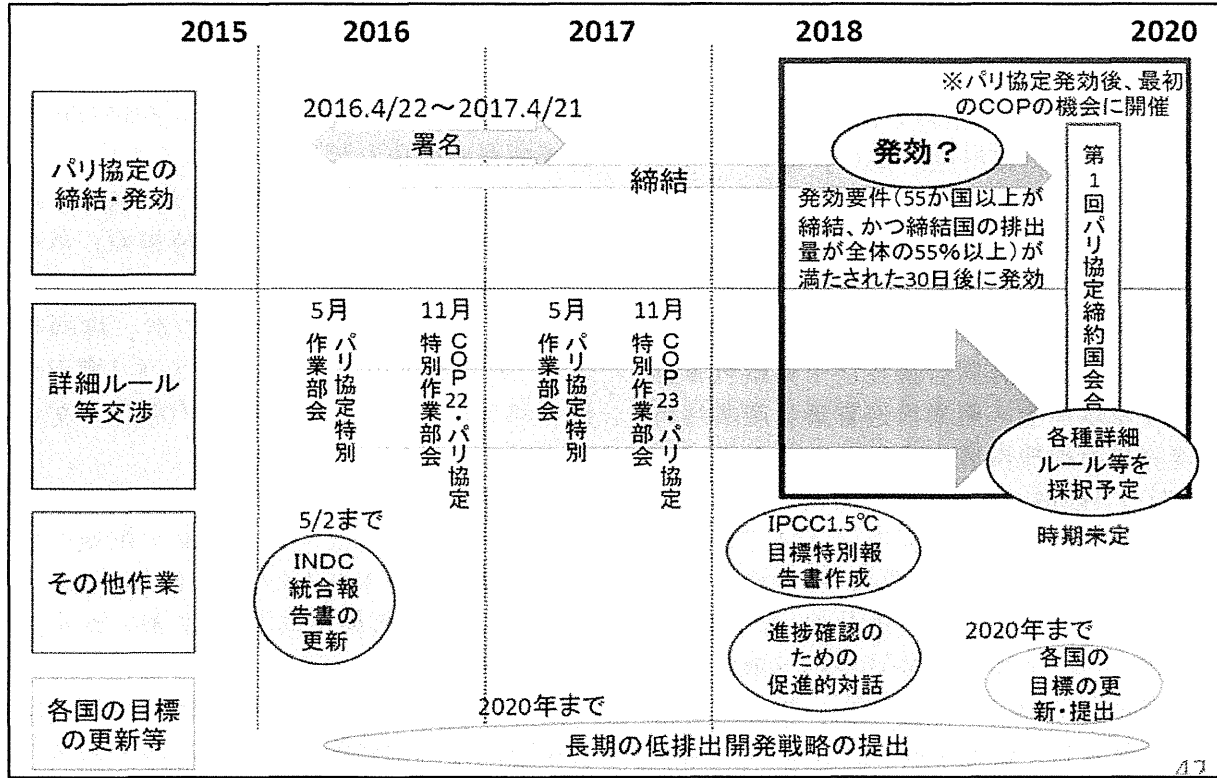 2015
2016
2017
2018
2020
パリ協定の
締結・発効
2016.4/22～2017.4/21
署名
締結
※パリ協定発効後、最初
のCOPの機会に開催
発効？
発効要件（55か国以上が
締結、かつ締結国の排出
量が全体の55%以上）が
満たされた30日後に発効
第1回パリ協定締約国会合
詳細ルール
等交渉
5月
パリ協定特別
作業部会
11月
COP22・パリ協定
特別作業部会
5月
パリ協定特別
作業部会
11月
COP23・パリ協定
特別作業部会
各種詳細
ルール等を
採択予定
時期未定
その他作業
5/2まで
INDC
統合報
告書の
更新
IPCC1.5℃
目標特別報
告書作成
進捗確認の
ための
促進的対話
2020年まで
各国の
目標の更
新・提出
各国の目標
の更新等
2020年まで
長期の低排出開発戦略の提出